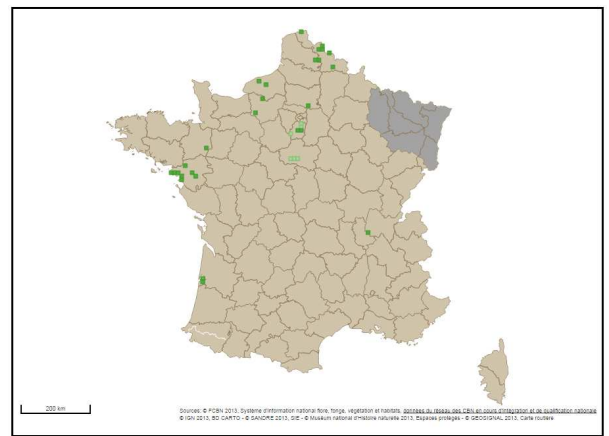 200 km
Sources: © FCBN 2013, Système d'information national flore, fonge, végétation et habitats, données du réseau des CBN en cours d'intégration et de qualification nationale
© IGN 2013, BD CARTO - © SANDRE 2013, SIE - © Muséum national d'Histoire naturelle 2013, Espaces protégés - © GEOSIGNAL 2013, Carte routière